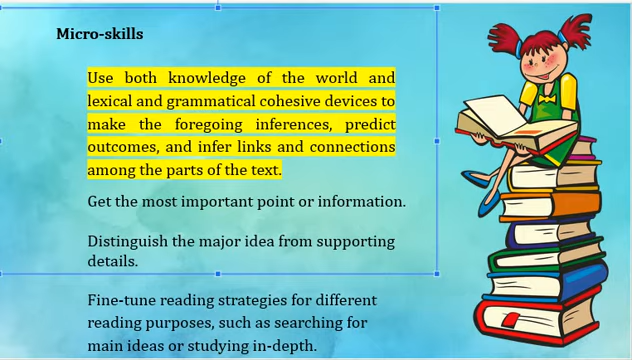 Micro-skills
Use both knowledge of the world and
lexical and grammatical cohesive devices to
make the foregoing inferences, predict
outcomes, and infer links and connections
among the parts of the text.
Get the most important point or information.
Distinguish the major idea from supporting
details.
Fine-tune reading strategies for different
reading purposes, such as searching for
main ideas or studying in-depth.